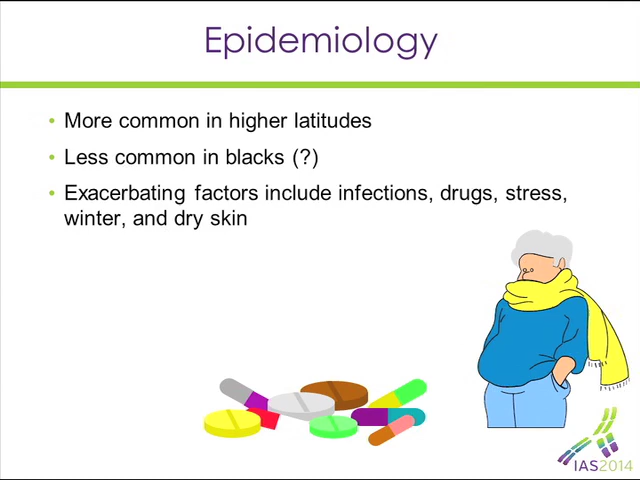 Epidemiology
• More common in higher latitudes
• Less common in blacks (?)
• Exacerbating factors include infections, drugs, stress,
winter, and dry skin
IAS2014